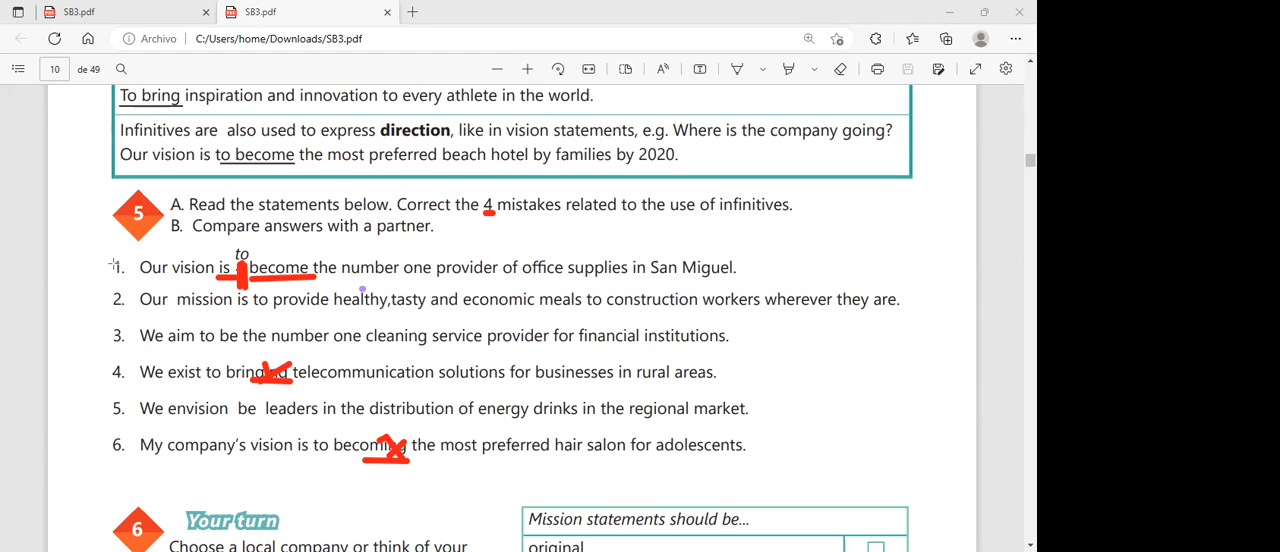 SB3.pdf
SB3.pdf
Archivo C:/Users/home/Downloads/SB3.pdf
10 de 49
To bring inspiration and innovation to every athlete in the world.
Infinitives are also used to express direction, like in vision statements, e.g. Where is the company going?
Our vision is to become the most preferred beach hotel by families by 2020.
5 A. Read the statements below. Correct the 4 mistakes related to the use of infinitives.
B. Compare answers with a partner.
to
1. Our vision is become the number one provider of office supplies in San Miguel.
2. Our mission is to provide healthy,tasty and economic meals to construction workers wherever they are.
3. We aim to be the number one cleaning service provider for financial institutions.
4. We exist to telecommunication solutions for businesses in rural areas.
5. We envision be leaders in the distribution of energy drinks in the regional market.
6. My company's vision is to becoming the most preferred hair salon for adolescents.
6 Your turn
Mission statements should be...
Choose a local company or think of your
original